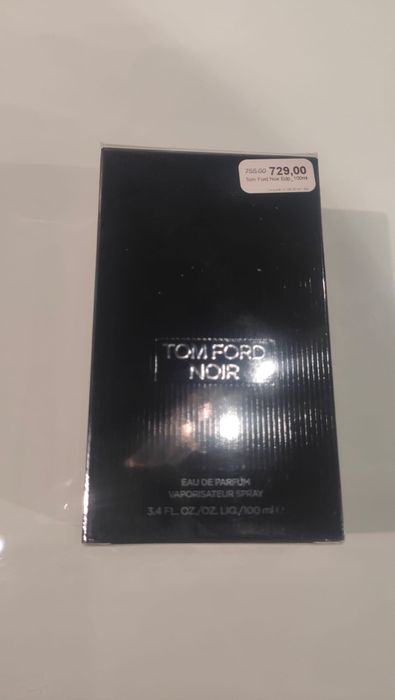 755,00 729,00
Tom Ford Noir Edp, 100ml
TOM FORD
NOIR
EAU DE PARFUM
VAPORISATEUR SPRAY
3.4 FL. OZ./OZ. LIQ./100 ml e